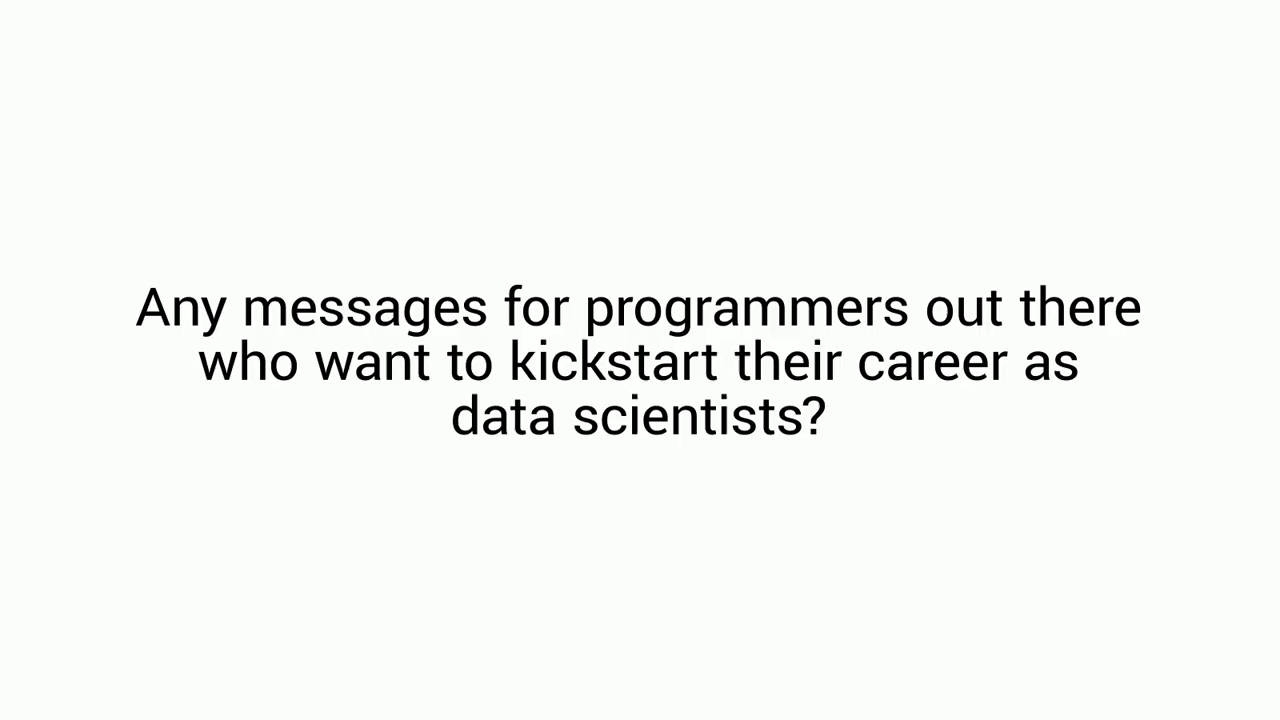 Any messages for programmers out there
who want to kickstart their career as
data scientists?